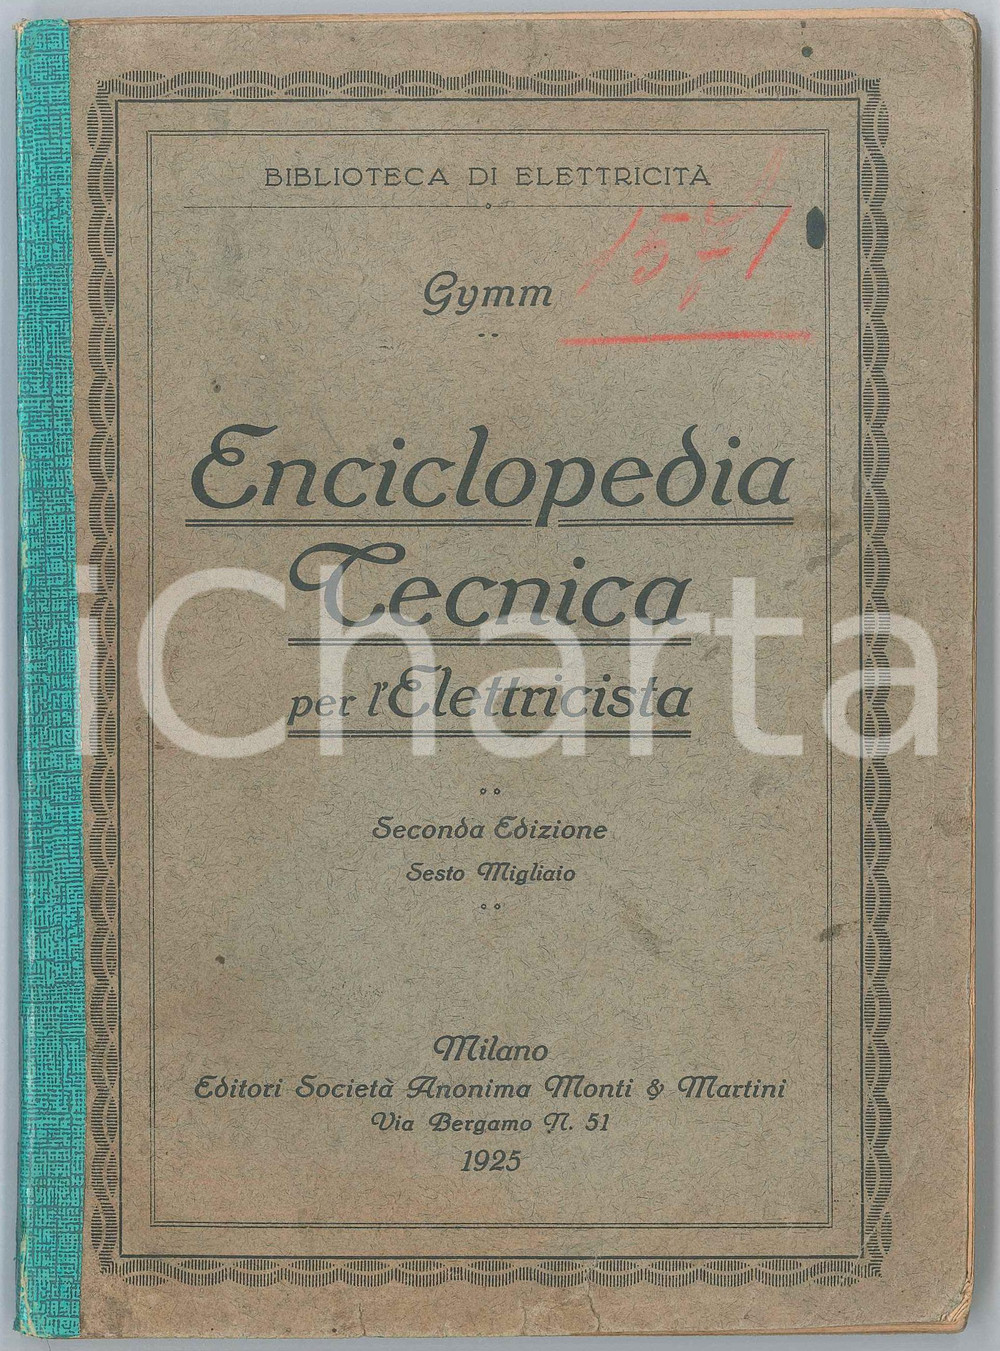 BIBLIOTECA DI ELETTRICITÀ
Gymm
Enciclopedia
Tecnica
per l'Elettricista
Seconda Edizione
Sesto Migliaio
Milano
Editori Società Anonima Monti & Martini
Via Bergamo N. 51
1925
iCharta